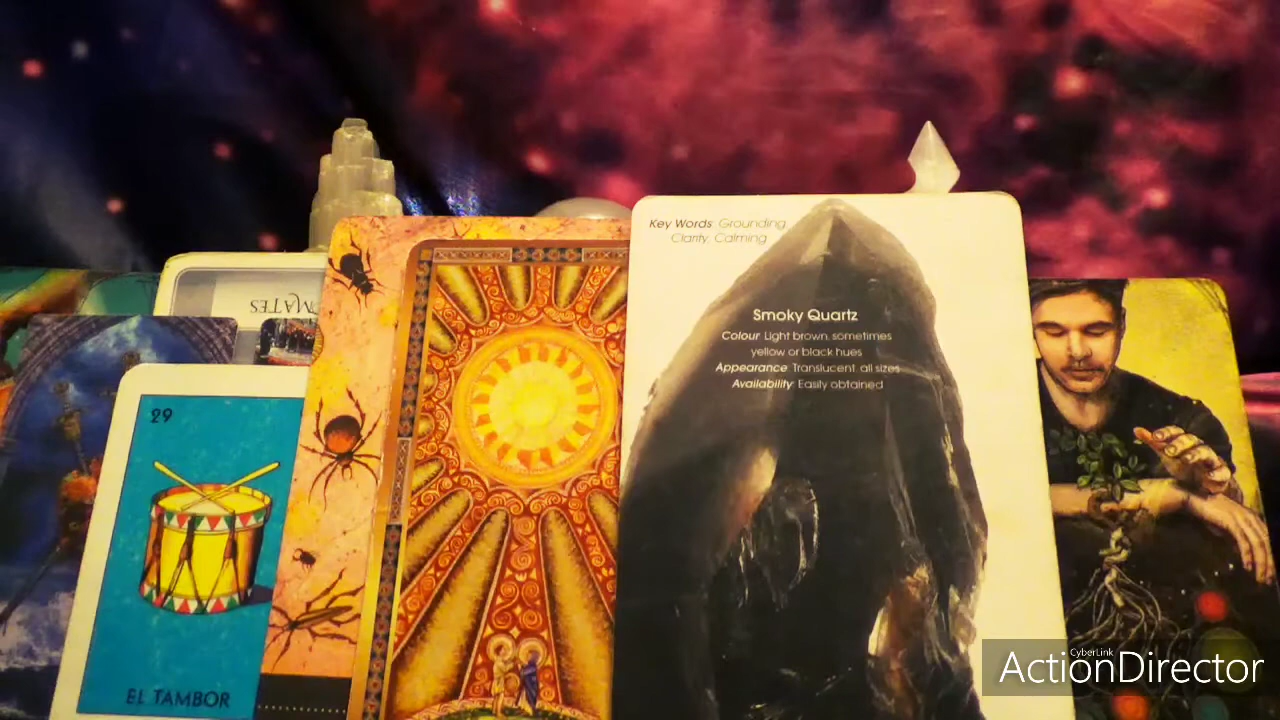 Key Words: Grounding,
Clarity, Calming
Smoky Quartz
Colour Light brown, sometimes
yellow or black hues
Appearance Translucent, all sizes
Availability Easily obtained
MATES
29
EL TAMBOR
CyberLink
ActionDirector